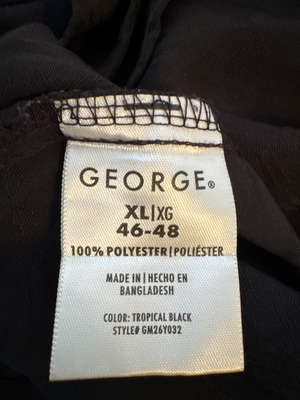 GEORGE®
XL|XG
46-48
100% POLYESTER|POLIÉSTER
MADE IN | HECHO EN
BANGLADESH
COLOR: TROPICAL BLACK
STYLE# GM26Y032